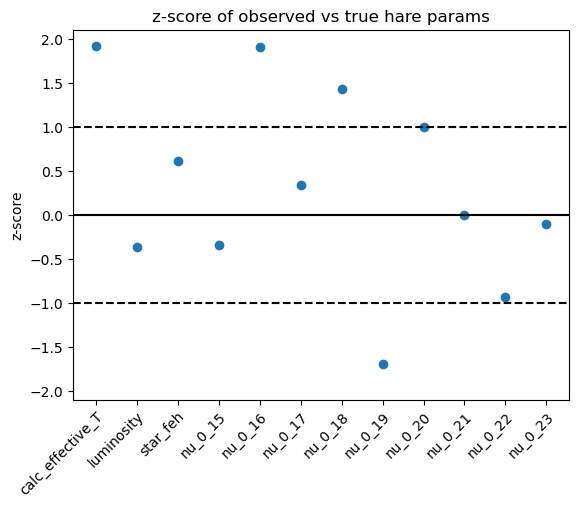 z-score of observed vs true hare params
z-score
2.0
1.5
1.0
0.5
0.0
−0.5
−1.0
−1.5
−2.0
calc_effective_T
luminosity
star_feh
nu_0_15
nu_0_16
nu_0_17
nu_0_18
nu_0_19
nu_0_20
nu_0_21
nu_0_22
nu_0_23